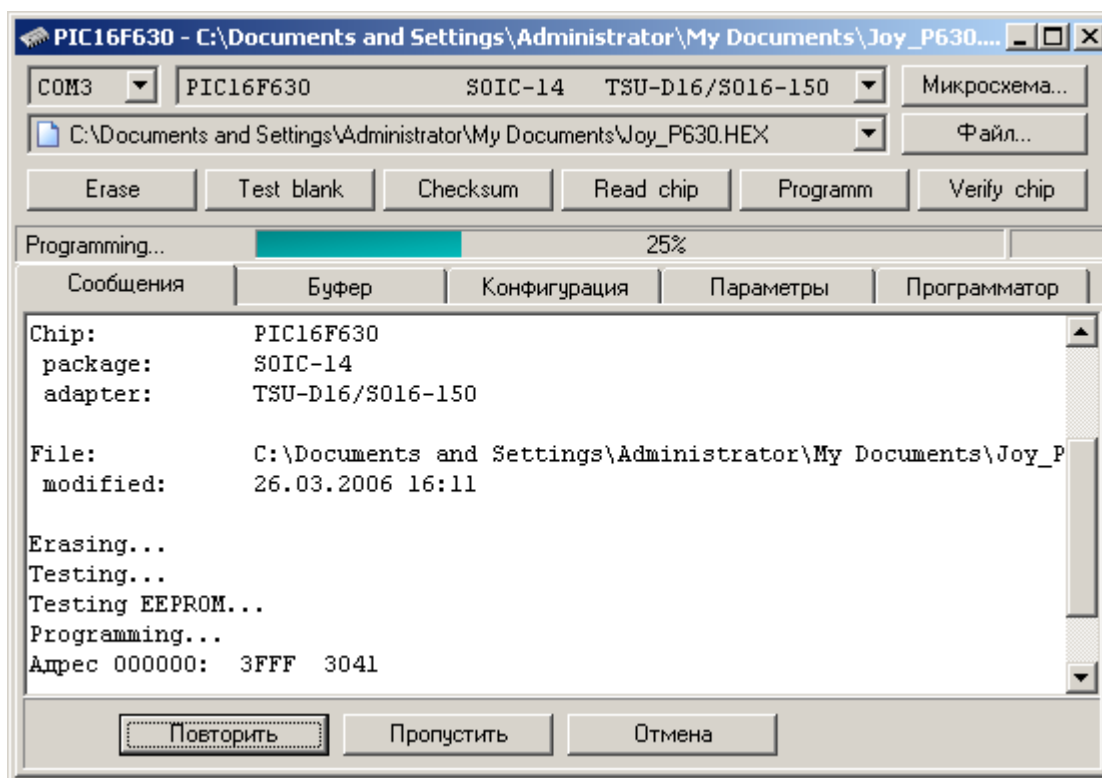 PIC16F630 - C:\Documents and Settings\Administrator\My Documents\Joy_P630....
COM3 PIC16F630 SOIC-14 TSU-D16/SO16-150 Микросхема...
C:\Documents and Settings\Administrator\My Documents\Joy_P630.HEX Файл...
Erase Test blank Checksum Read chip Programm Verify chip
Programming... 25%
Сообщения Буфер Конфигурация Параметры Программатор
Chip: PIC16F630
package: SOIC-14
adapter: TSU-D16/SO16-150
File: C:\Documents and Settings\Administrator\My Documents\Joy_P
modified: 26.03.2006 16:11
Erasing...
Testing...
Testing EEPROM...
Programming...
Адрес 000000: 3FFF 3041
Повторить Пропустить Отмена